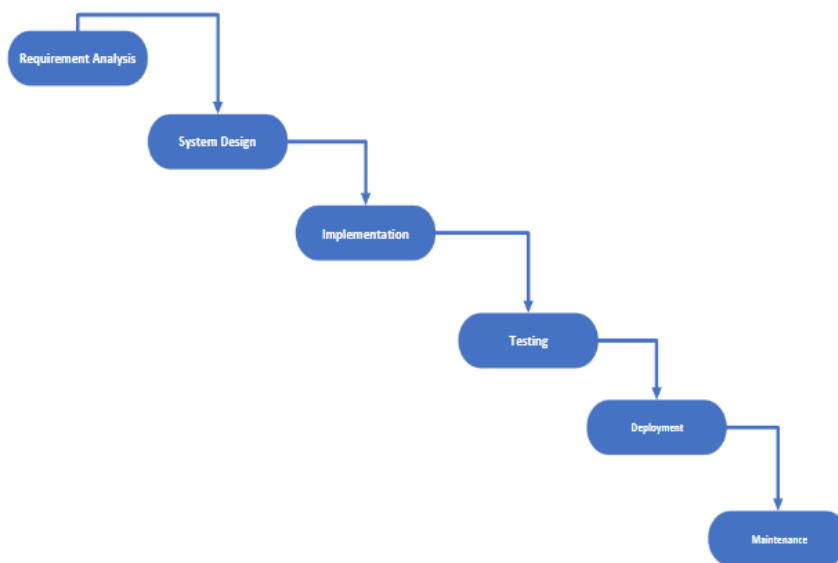 Requirement Analysis
System Design
Implementation
Testing
Deployment
Maintenance